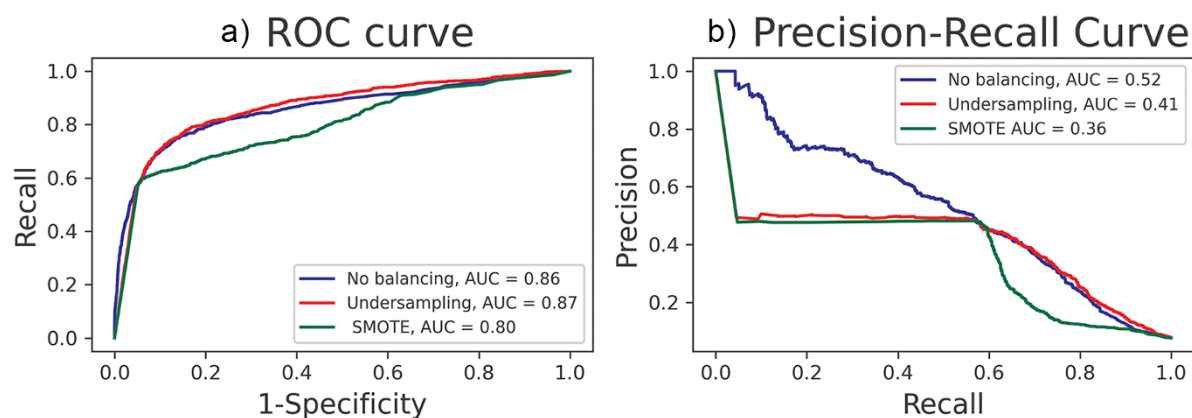 a) ROC curve
1.0
0.8
0.6
0.4
0.2
0.0
Recall
No balancing, AUC = 0.86
Undersampling, AUC = 0.87
SMOTE, AUC = 0.80
0.0 0.2 0.4 0.6 0.8 1.0
1-Specificity
b) Precision-Recall Curve
1.0
0.8
0.6
0.4
0.2
Precision
No balancing, AUC = 0.52
Undersampling, AUC = 0.41
SMOTE AUC = 0.36
0.0 0.2 0.4 0.6 0.8 1.0
Recall